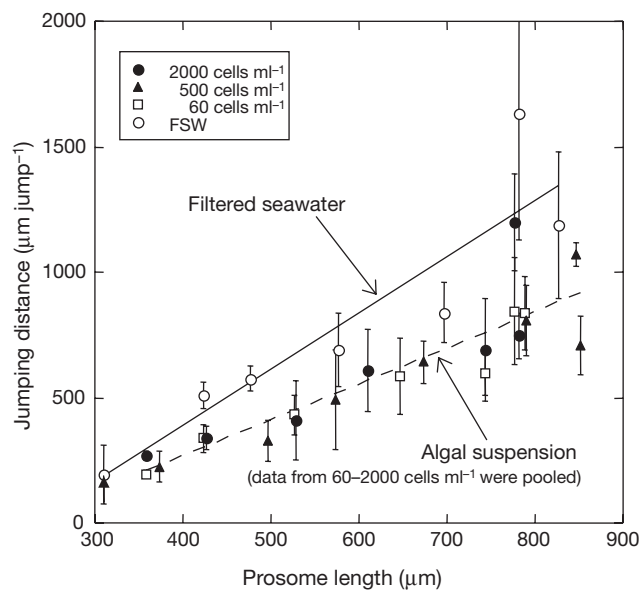 2000
1500
1000
500
0
Jumping distance (μm jump⁻¹)
2000 cells ml⁻¹
500 cells ml⁻¹
60 cells ml⁻¹
FSW
Filtered seawater
Algal suspension
(data from 60–2000 cells ml⁻¹ were pooled)
300 400 500 600 700 800 900
Prosome length (μm)